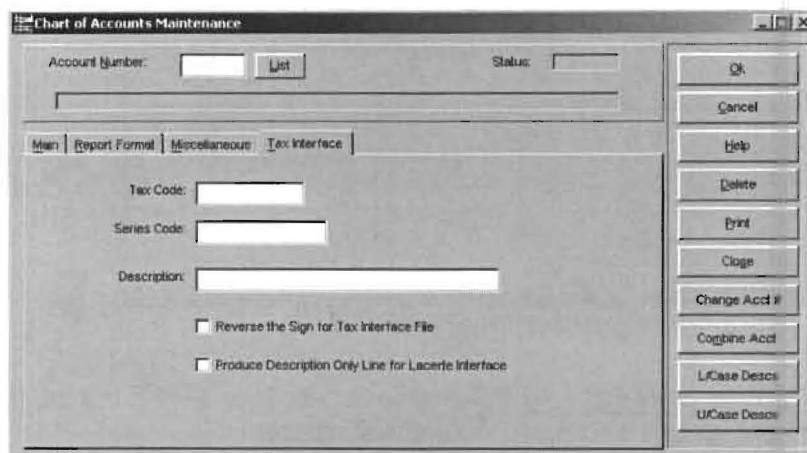 Chart of Accounts Maintenance
Account Number:
List
Status:
Main
Report Format
Miscellaneous
Tax Interface
Tax Code:
Series Code:
Description:
Reverse the Sign for Tax Interface File
Produce Description Only Line for Lacerte Interface
Ok
Cancel
Help
Delete
Print
Close
Change Acct #
Combine Acct
L/Case Descs
U/Case Descs